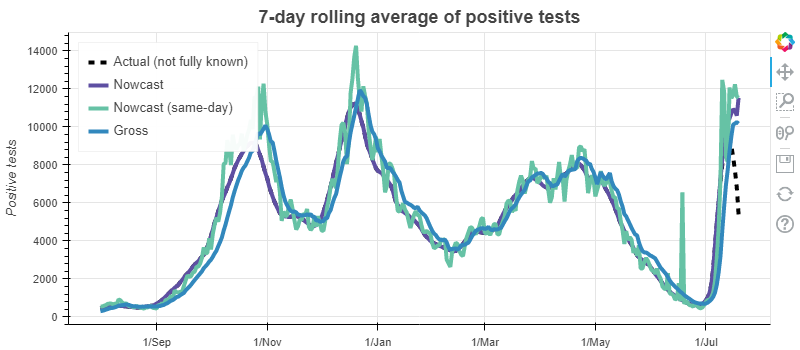 7-day rolling average of positive tests
Actual (not fully known)
Nowcast
Nowcast (same-day)
Gross
Positive tests
14000
12000
10000
8000
6000
4000
2000
0
1/Sep
1/Nov
1/Jan
1/Mar
1/May
1/Jul